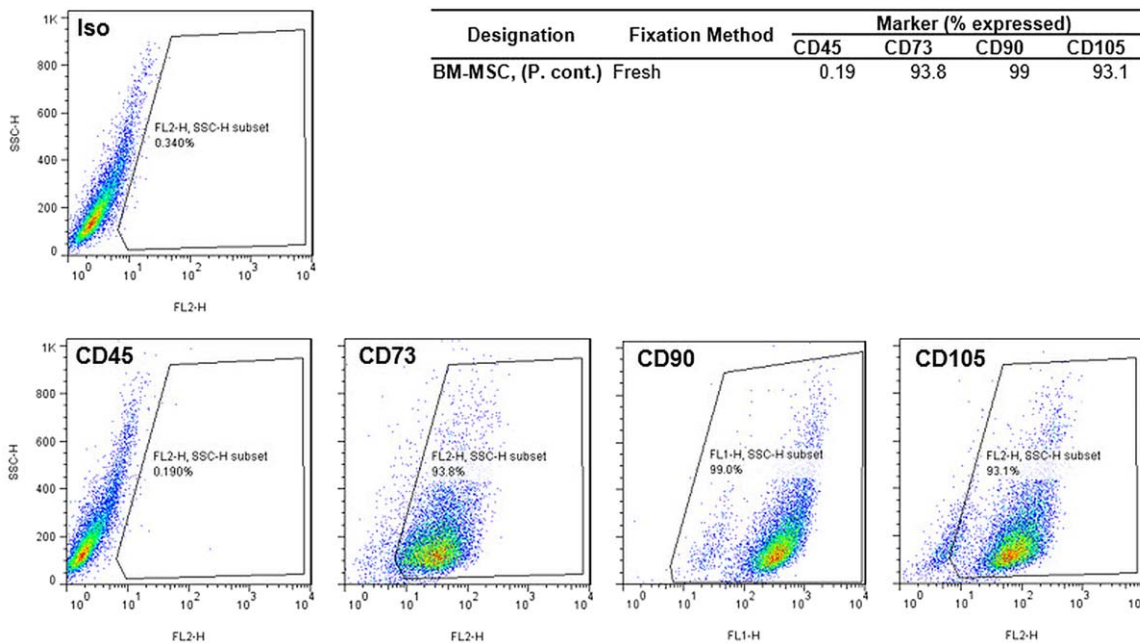 Iso
1K
800
600
400
200
0
SSC-H
FL2-H, SSC-H subset
0.340%
10^0 10^1 10^2 10^3 10^4
FL2-H
Designation Fixation Method Marker (% expressed)
CD45 CD73 CD90 CD105
BM-MSC, (P. cont.) Fresh 0.19 93.8 99 93.1
CD45
1K
800
600
400
200
0
SSC-H
FL2-H, SSC-H subset
0.190%
10^0 10^1 10^2 10^3 10^4
FL2-H
CD73
FL2-H, SSC-H subset
93.8%
10^0 10^1 10^2 10^3 10^4
FL2-H
CD90
FL1-H, SSC-H subset
99.0%
10^0 10^1 10^2 10^3 10^4
FL1-H
CD105
FL2-H, SSC-H subset
93.1%
10^0 10^1 10^2 10^3 10^4
FL2-H